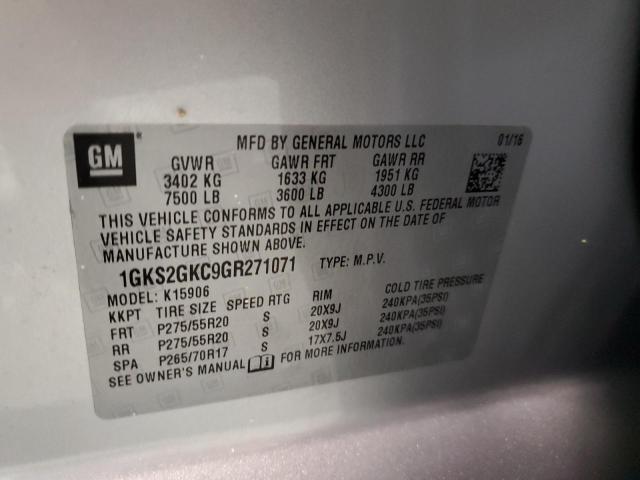 GM
MFD BY GENERAL MOTORS LLC 01/16
GVWR GAWR FRT GAWR RR
3402 KG 1633 KG 1951 KG
7500 LB 3600 LB 4300 LB
THIS VEHICLE CONFORMS TO ALL APPLICABLE U.S. FEDERAL MOTOR
VEHICLE SAFETY STANDARDS IN EFFECT ON THE DATE OF
MANUFACTURE SHOWN ABOVE.
1GKS2GKC9GR271071 TYPE: M.P.V.
MODEL: K15906
KKPT TIRE SIZE SPEED RTG RIM COLD TIRE PRESSURE
FRT P275/55R20 S 20X9J 240KPA(35PSI)
RR P275/55R20 S 20X9J 240KPA(35PSI)
SPA P265/70R17 S 17X7.5J 240KPA(35PSI)
SEE OWNER'S MANUAL FOR MORE INFORMATION.